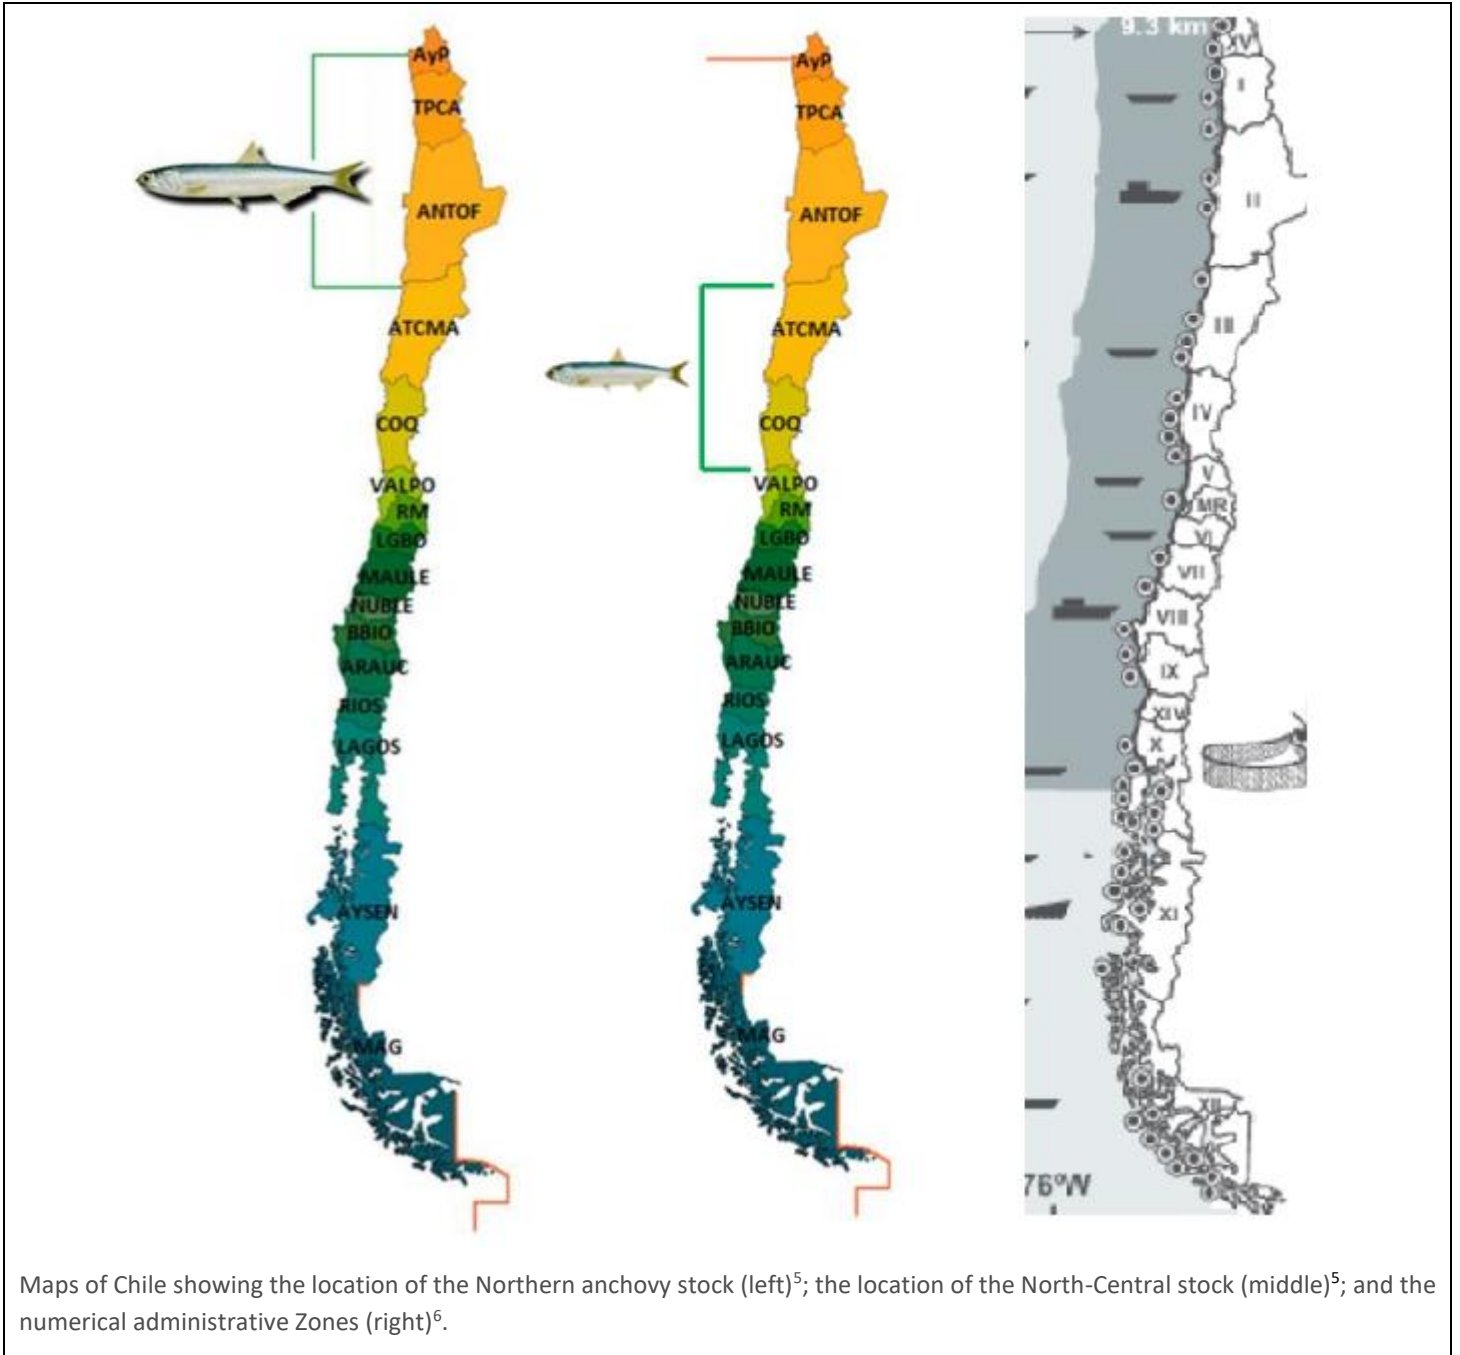 AyP
TPCA
ANTOF
ATCMA
COQ
VALPO
RM
LGBO
MAULE
NUBLE
BBIO
ARAUC
RIOS
LAGOS
AYSEN
MAG
AyP
TPCA
ANTOF
ATCMA
COQ
VALPO
RM
LGBO
MAULE
NUBLE
BBIO
ARAUC
RIOS
LAGOS
AYSEN
MAG
9.3 km
XV
I
II
III
IV
V
MR
VI
VII
VIII
IX
XIV
X
XI
XII
76°W
Maps of Chile showing the location of the Northern anchovy stock (left)⁵; the location of the North-Central stock (middle)⁵; and the
numerical administrative Zones (right)⁶.